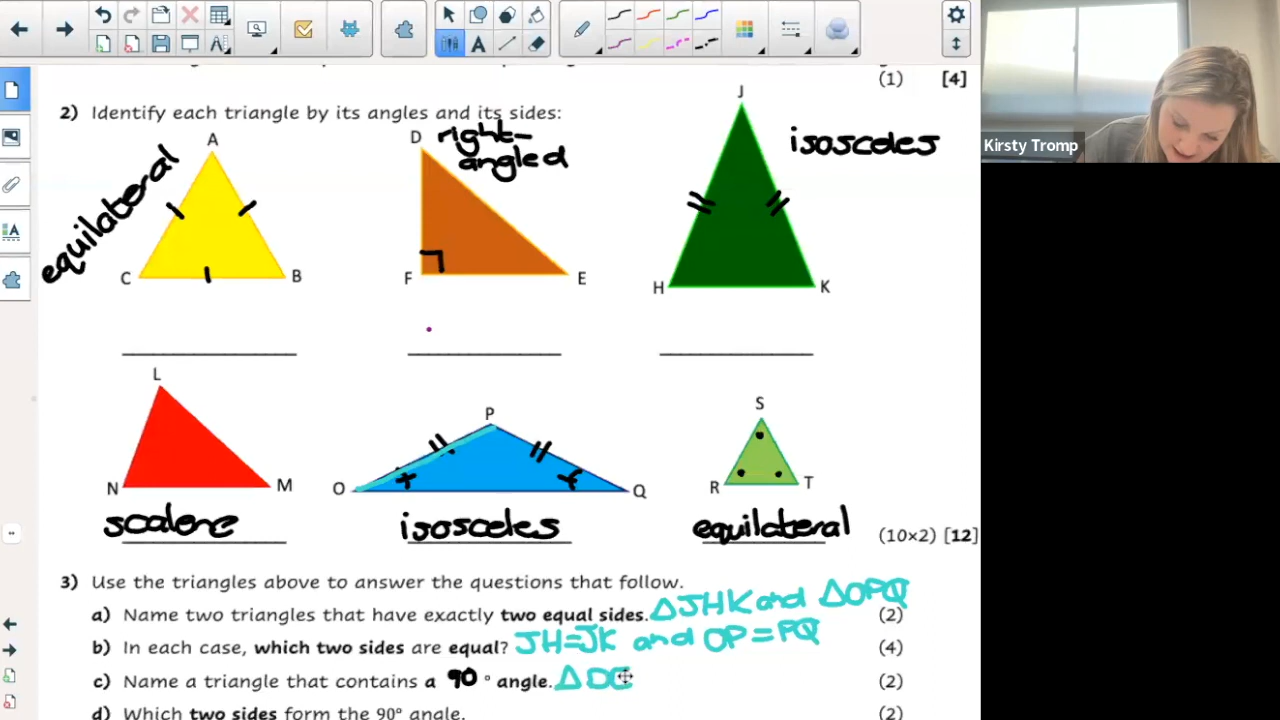 (1) [4]
2) Identify each triangle by its angles and its sides:
Kirsty Tromp
A
D
J
equilateral
right-
angled
isosceles
C
B
F
E
H
K
L
P
S
N
M
O
Q
R
T
scalene
isosceles
equilateral
(10×2) [12]
3) Use the triangles above to answer the questions that follow.
a) Name two triangles that have exactly two equal sides. △JHK and △OPQ (2)
b) In each case, which two sides are equal? JH=JK and OP=PQ (4)
c) Name a triangle that contains a 90° angle. △DE (2)
d) Which two sides form the 90° angle. (2)